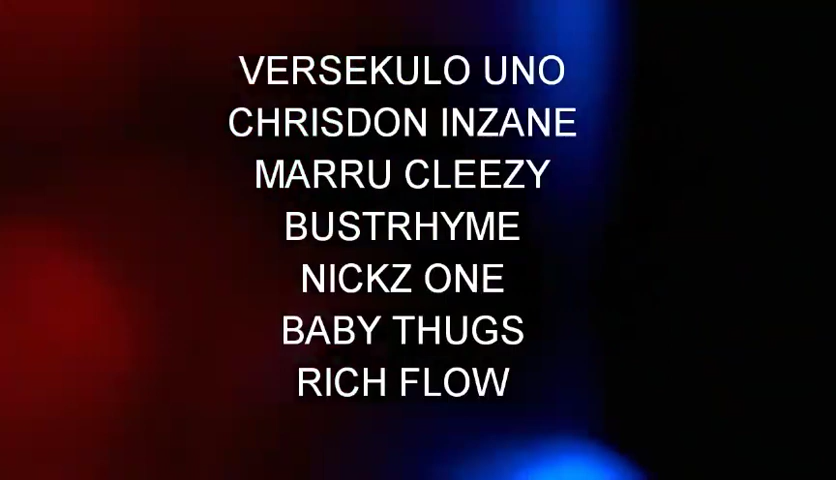 VERSEKULO UNO
CHRISDON INZANE
MARRU CLEEZY
BUSTRHYME
NICKZ ONE
BABY THUGS
RICH FLOW